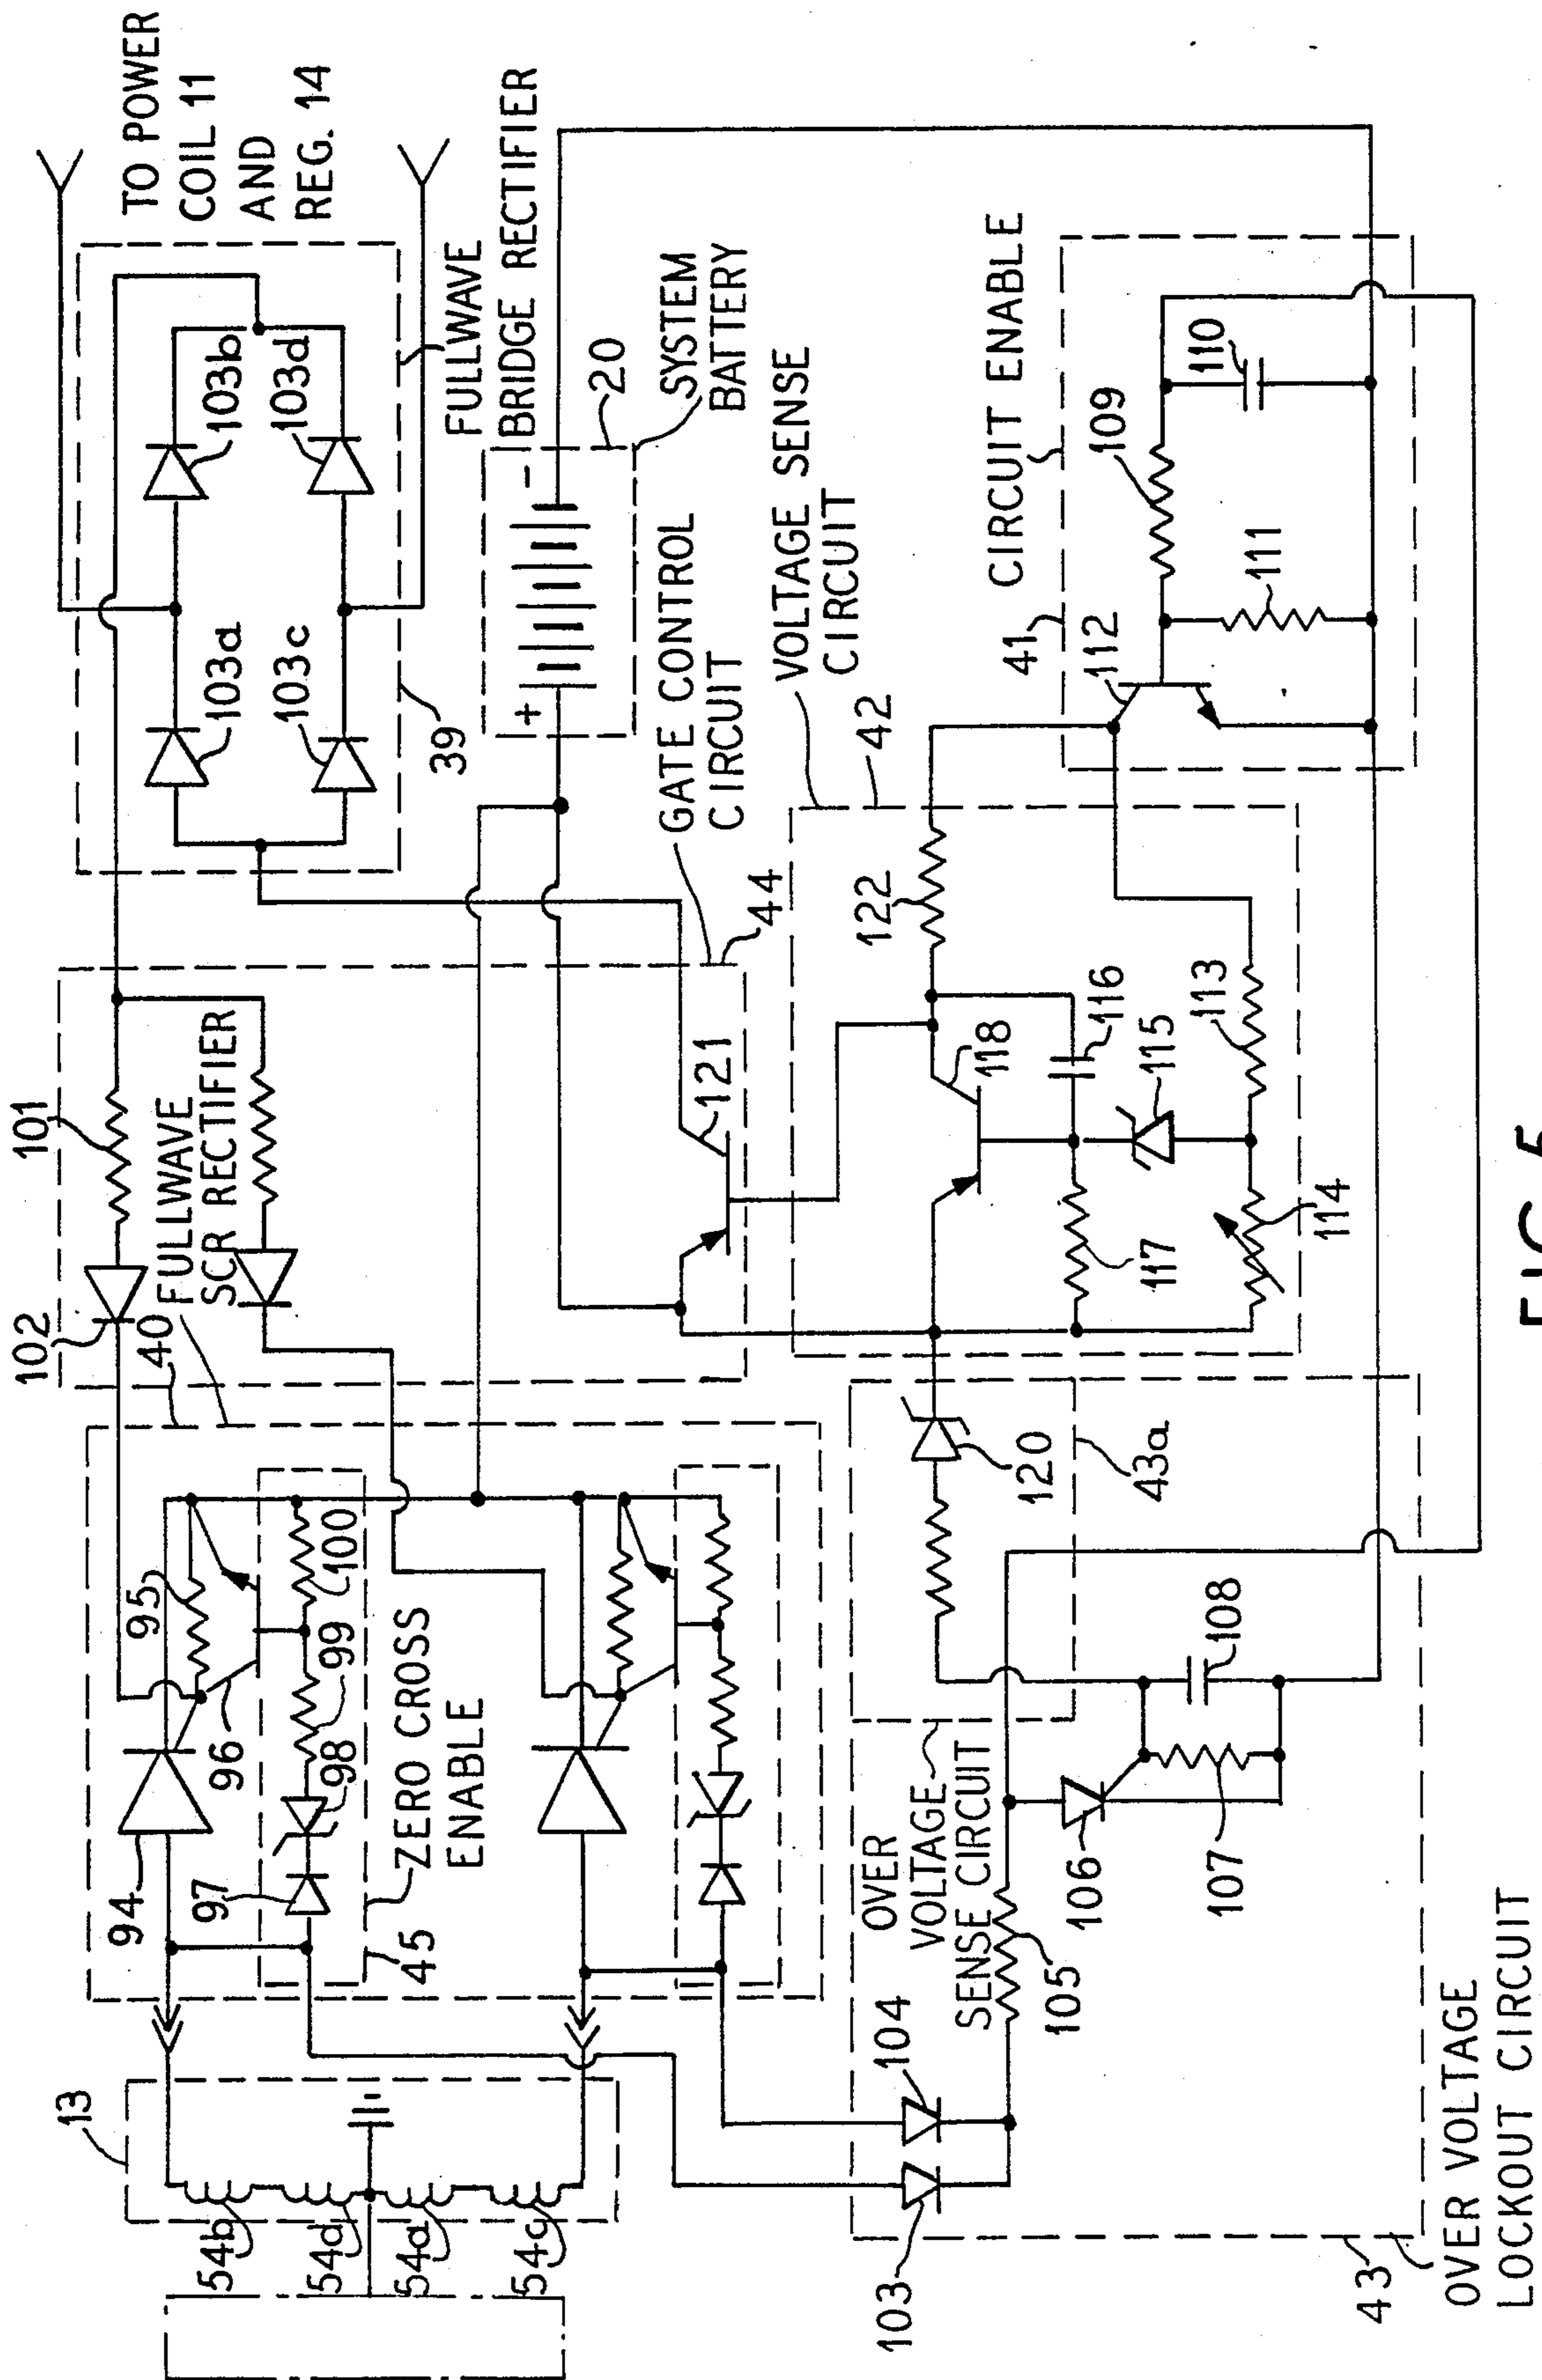 13
54b
54d
54a
54c
94
97
45
95
96
98
99
100
ZERO CROSS
ENABLE
102
101
40
FULLWAVE
SCR RECTIFIER
TO POWER
COIL 11
AND
REG. 14
103a
103b
103c
103d
39
FULLWAVE
BRIDGE RECTIFIER
+
-
20
SYSTEM
BATTERY
GATE CONTROL
CIRCUIT
44
121
VOLTAGE SENSE
CIRCUIT
42
122
118
116
117
115
113
114
CIRCUIT ENABLE
41
112
109
110
111
103
104
OVER
VOLTAGE
SENSE CIRCUIT
105
106
107
108
120
43a
43
OVER VOLTAGE
LOCKOUT CIRCUIT
FIG. 5